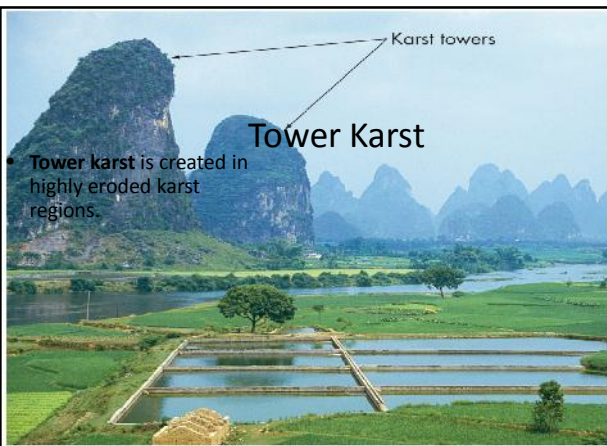 Karst towers
Tower Karst
• Tower karst is created in
highly eroded karst
regions.